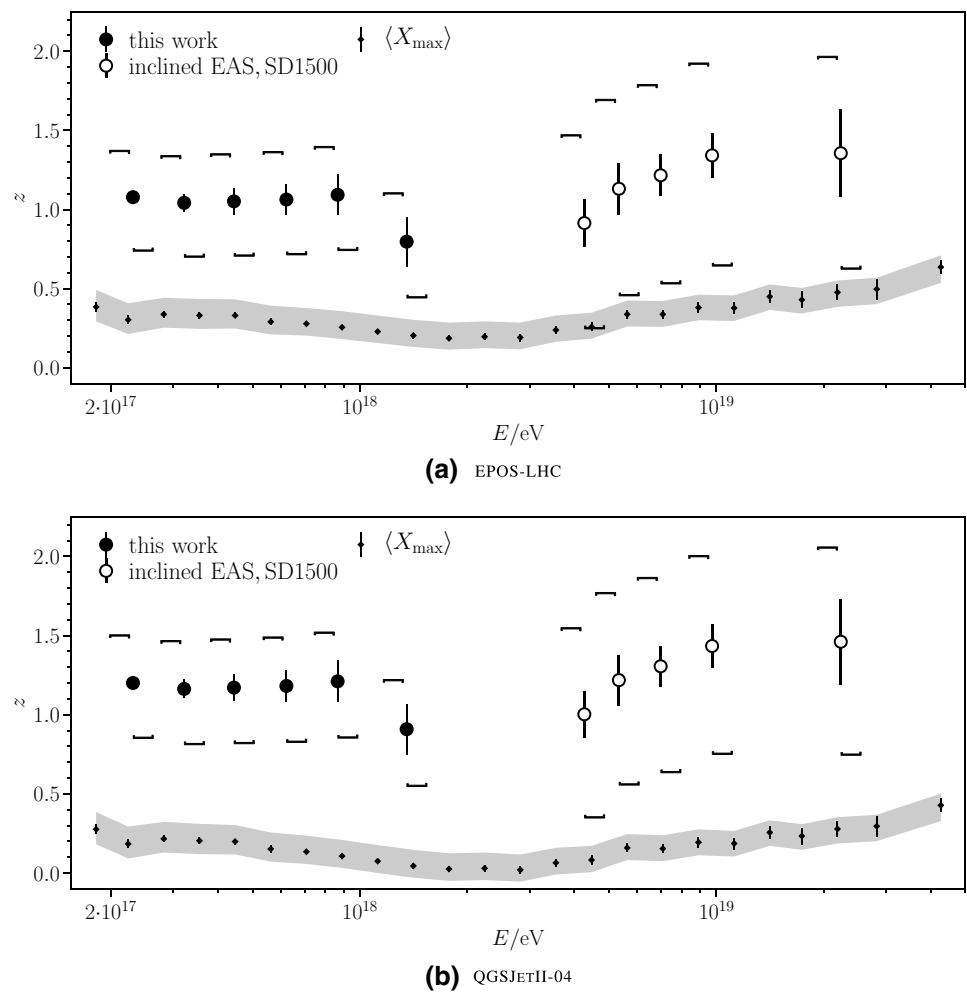 this work
⟨X_max⟩
inclined EAS, SD1500
2.0
1.5
1.0
0.5
0.0
z
2·10^17
10^18
10^19
E/eV
(a) EPOS-LHC
this work
⟨X_max⟩
inclined EAS, SD1500
2.0
1.5
1.0
0.5
0.0
z
2·10^17
10^18
10^19
E/eV
(b) QGSJETII-04